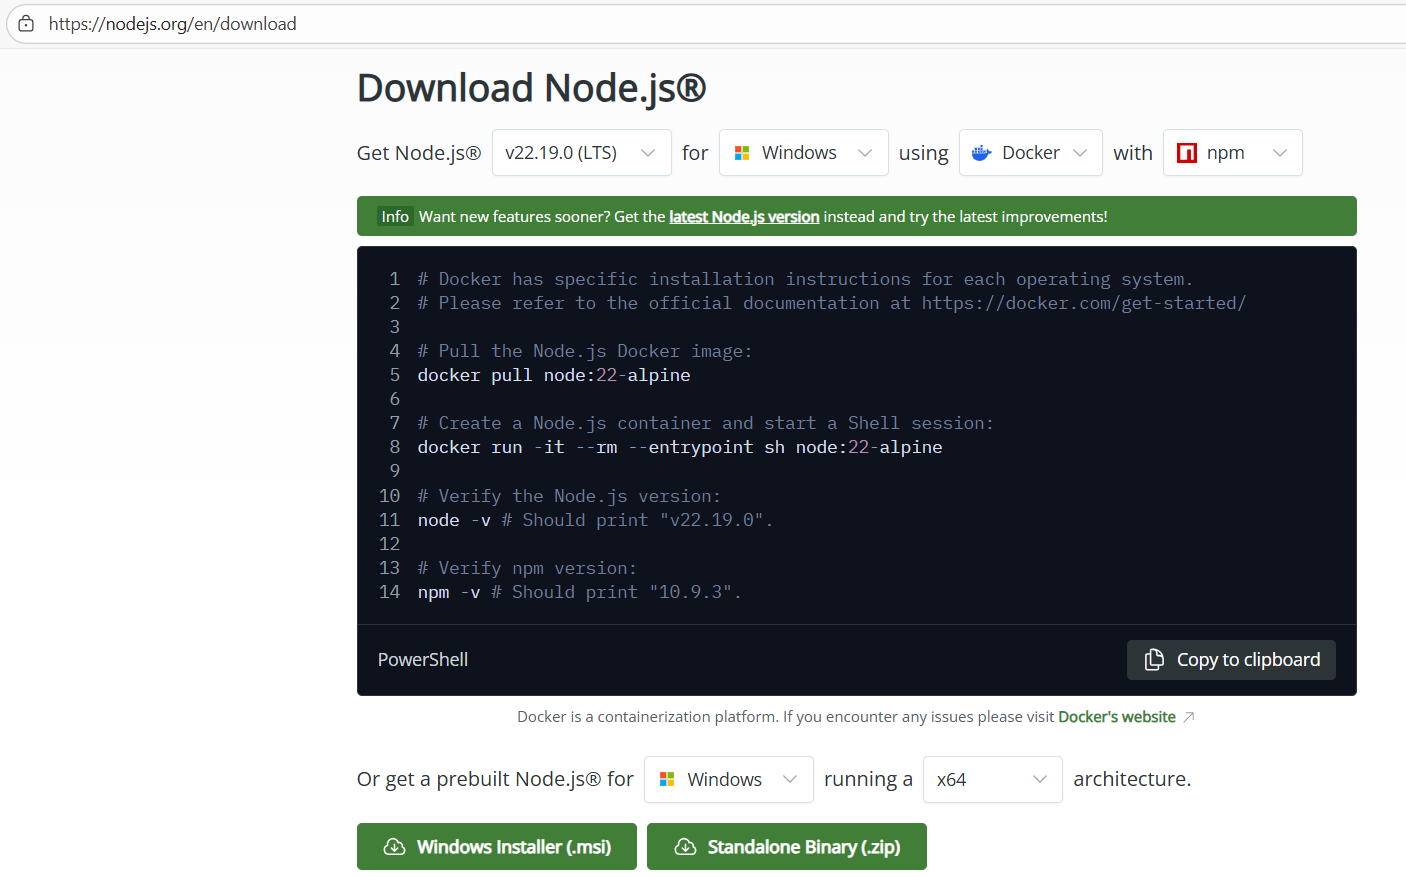 https://nodejs.org/en/download
Download Node.js®
Get Node.js® v22.19.0 (LTS) for Windows using Docker with npm
Info Want new features sooner? Get the latest Node.js version instead and try the latest improvements!
1 # Docker has specific installation instructions for each operating system.
2 # Please refer to the official documentation at https://docker.com/get-started/
3
4 # Pull the Node.js Docker image:
5 docker pull node:22-alpine
6
7 # Create a Node.js container and start a Shell session:
8 docker run -it --rm --entrypoint sh node:22-alpine
9
10 # Verify the Node.js version:
11 node -v # Should print "v22.19.0".
12
13 # Verify npm version:
14 npm -v # Should print "10.9.3".
PowerShell Copy to clipboard
Docker is a containerization platform. If you encounter any issues please visit Docker's website
Or get a prebuilt Node.js® for Windows running a x64 architecture.
Windows Installer (.msi) Standalone Binary (.zip)